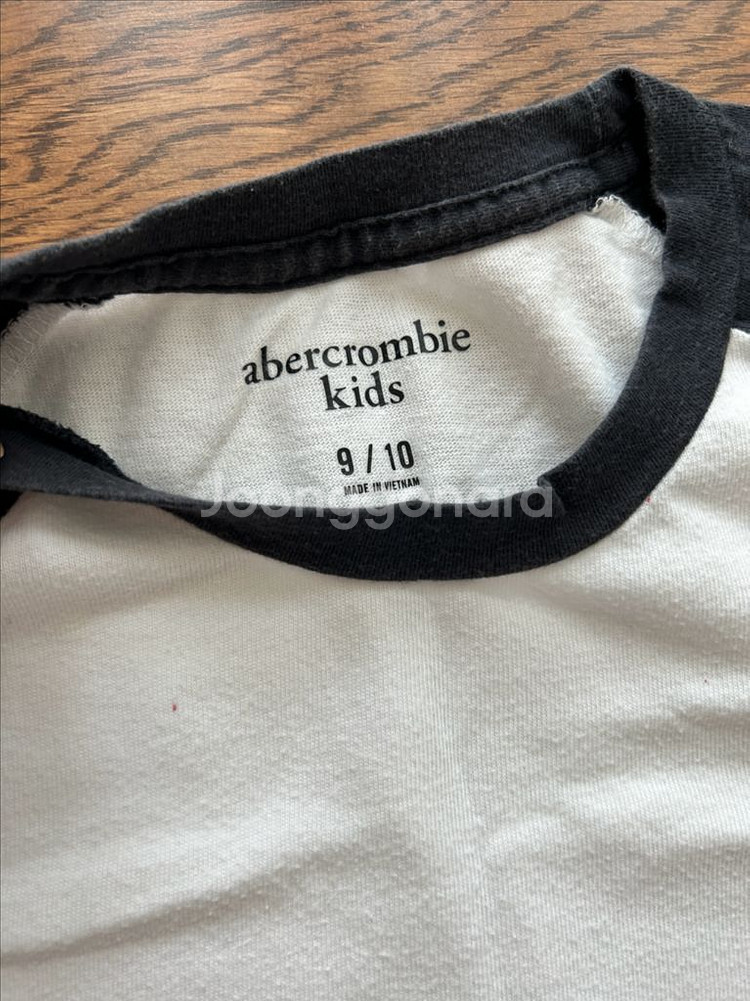 abercrombie
kids
9 / 10
MADE IN VIETNAM
Joonggonara